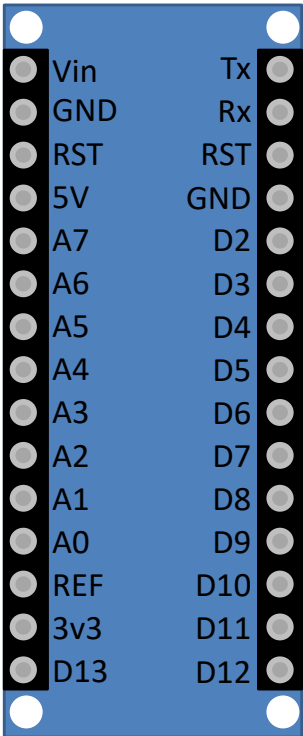 Vin Tx
GND Rx
RST RST
5V GND
A7 D2
A6 D3
A5 D4
A4 D5
A3 D6
A2 D7
A1 D8
A0 D9
REF D10
3v3 D11
D13 D12